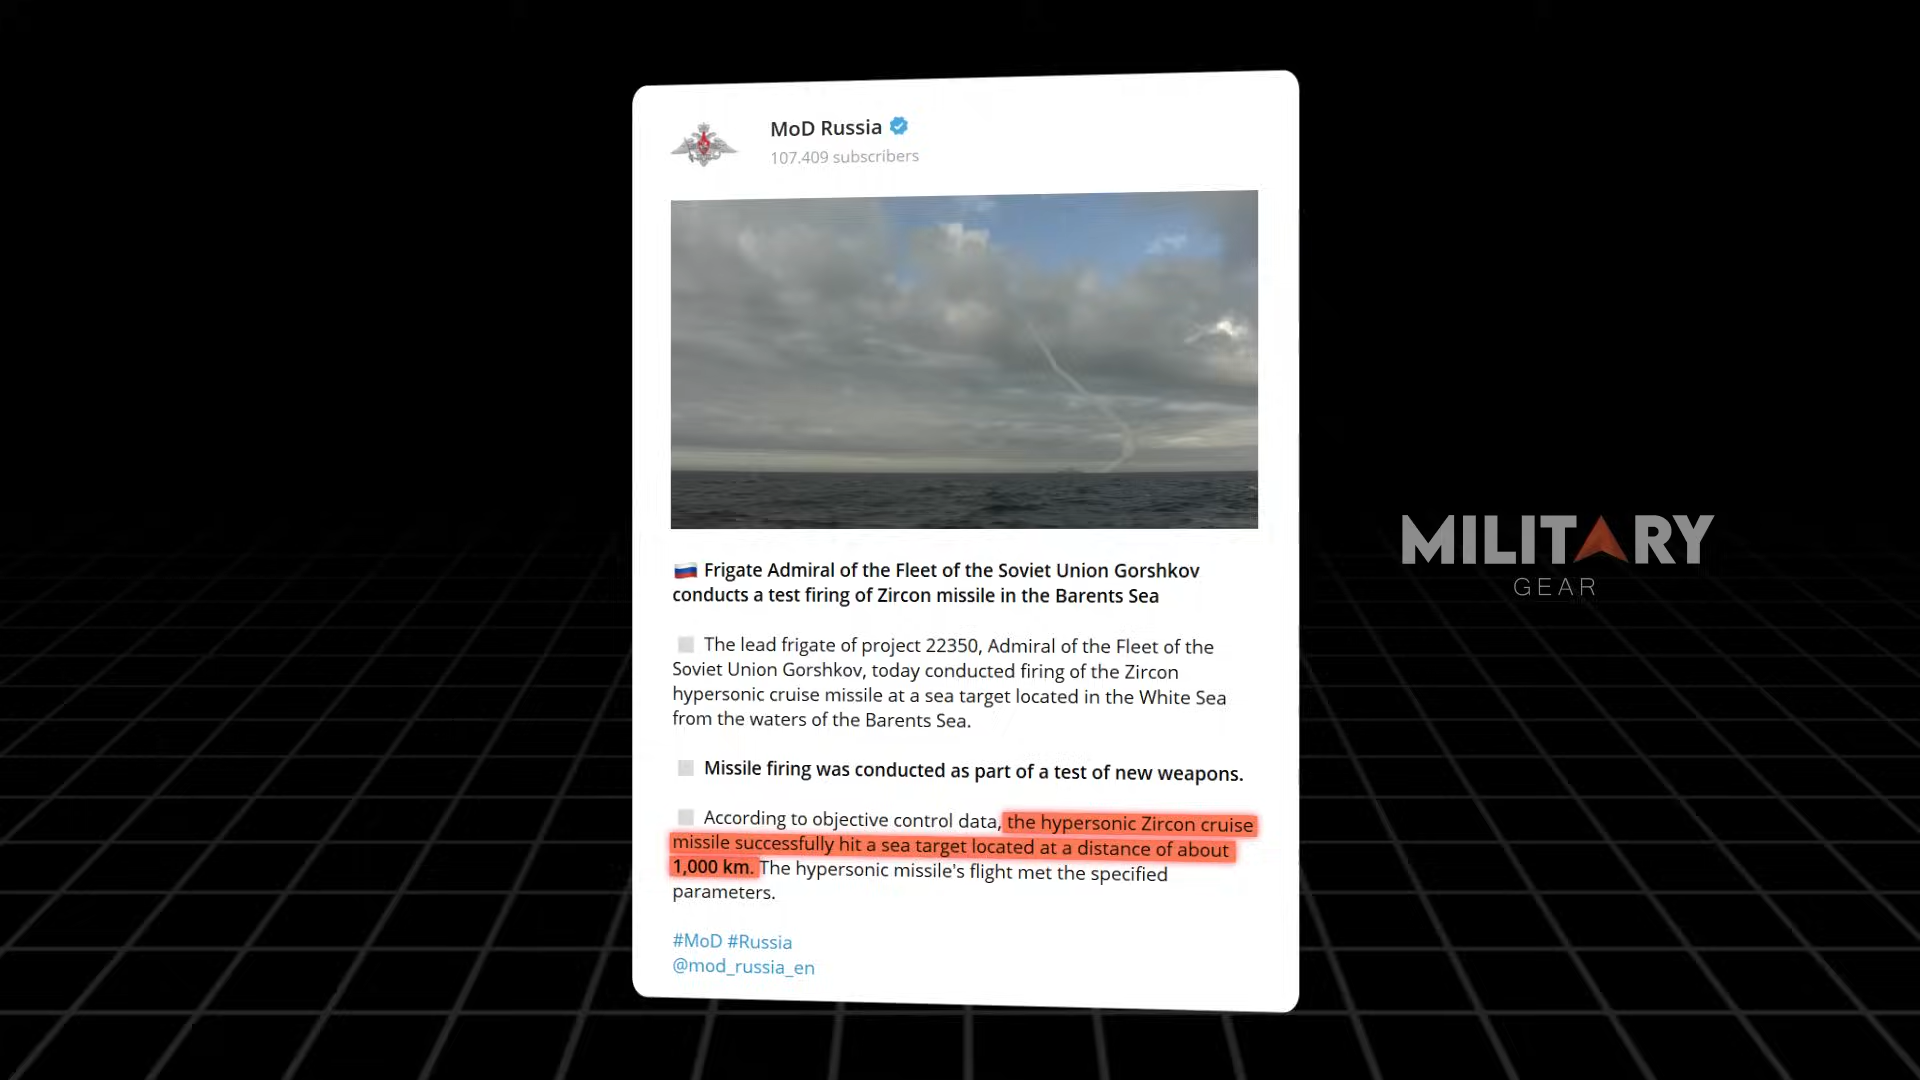 MoD Russia
107.409 subscribers
Frigate Admiral of the Fleet of the Soviet Union Gorshkov
conducts a test firing of Zircon missile in the Barents Sea
The lead frigate of project 22350, Admiral of the Fleet of the
Soviet Union Gorshkov, today conducted firing of the Zircon
hypersonic cruise missile at a sea target located in the White Sea
from the waters of the Barents Sea.
Missile firing was conducted as part of a test of new weapons.
According to objective control data, the hypersonic Zircon cruise
missile successfully hit a sea target located at a distance of about
1,000 km. The hypersonic missile's flight met the specified
parameters.
#MoD #Russia
@mod_russia_en
MILITARY
GEAR